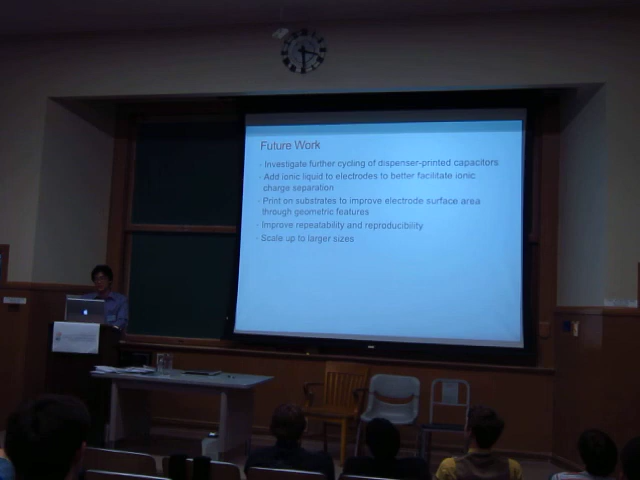 Future Work
- Investigate further cycling of dispenser-printed capacitors
- Add ionic liquid to electrodes to better facilitate ionic
charge separation
- Print on substrates to improve electrode surface area
through geometric features
- Improve repeatability and reproducibility
- Scale up to larger sizes